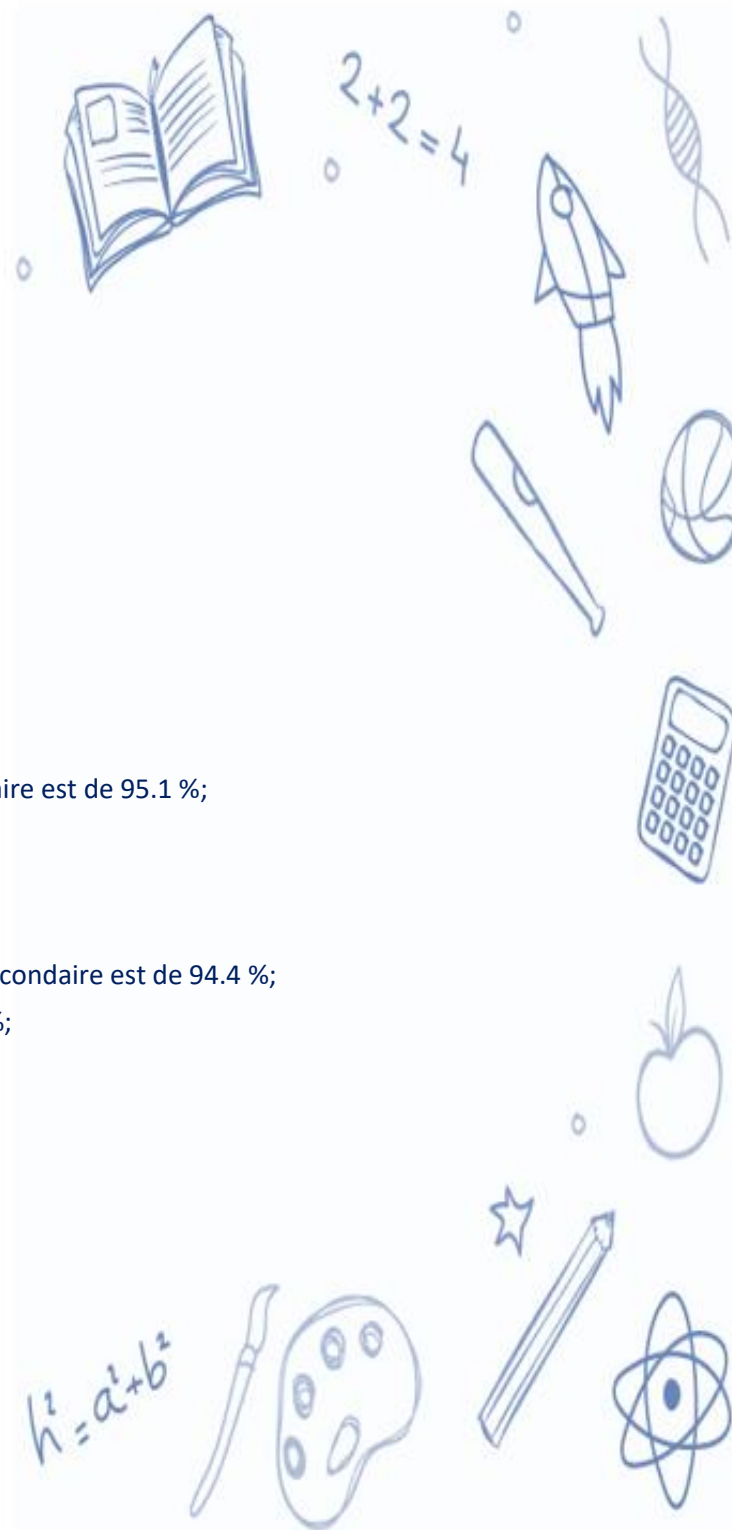 2+2=4
ire est de 95.1 %;
condaire est de 94.4 %;
%;
h²=a²+b²